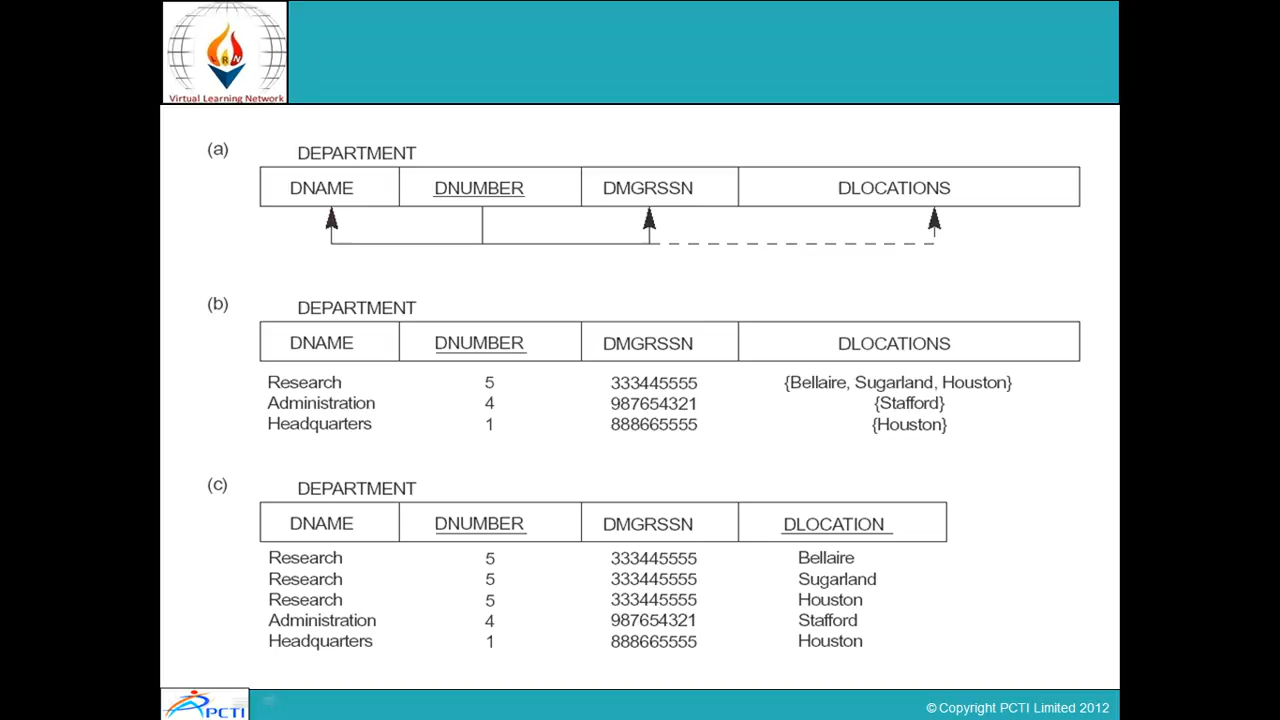 LRN
Virtual Learning Network
(a) DEPARTMENT
DNAME DNUMBER DMGRSSN DLOCATIONS
(b) DEPARTMENT
DNAME DNUMBER DMGRSSN DLOCATIONS
Research 5 333445555 {Bellaire, Sugarland, Houston}
Administration 4 987654321 {Stafford}
Headquarters 1 888665555 {Houston}
(c) DEPARTMENT
DNAME DNUMBER DMGRSSN DLOCATION
Research 5 333445555 Bellaire
Research 5 333445555 Sugarland
Research 5 333445555 Houston
Administration 4 987654321 Stafford
Headquarters 1 888665555 Houston
PCTI
© Copyright PCTI Limited 2012